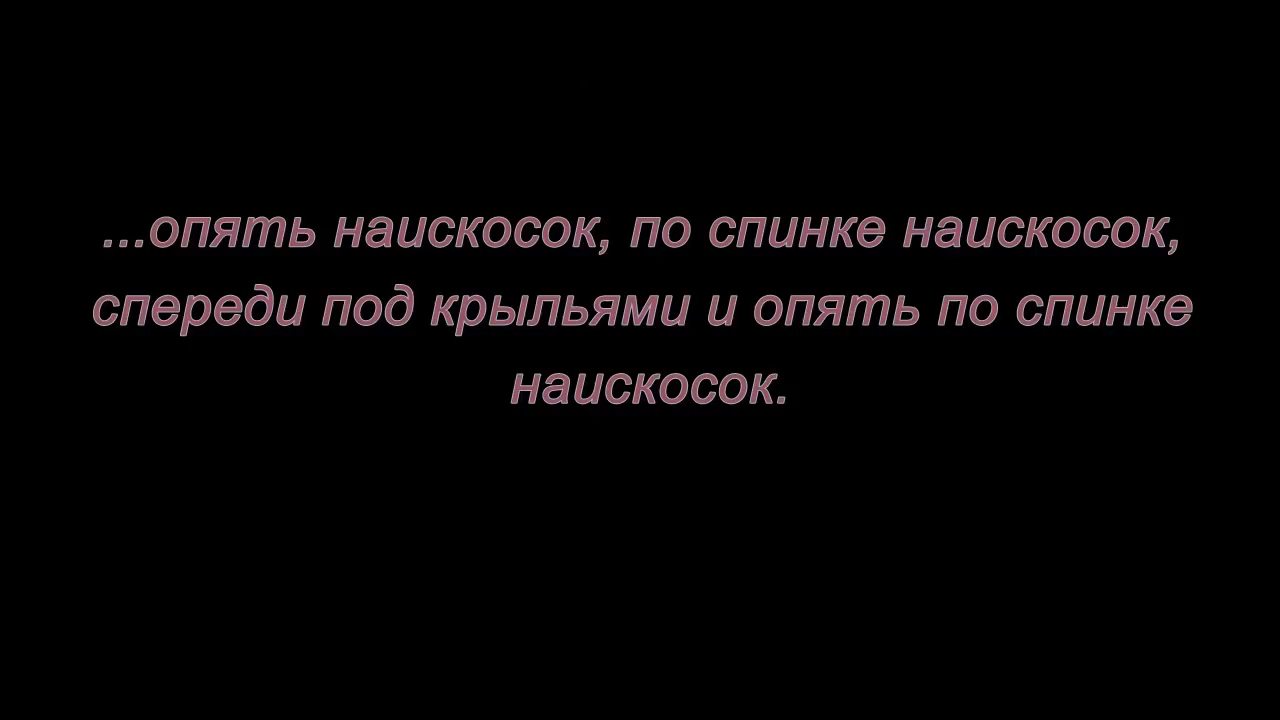 ...опять наискосок, по спинке наискосок,
спереди под крыльями и опять по спинке
наискосок.